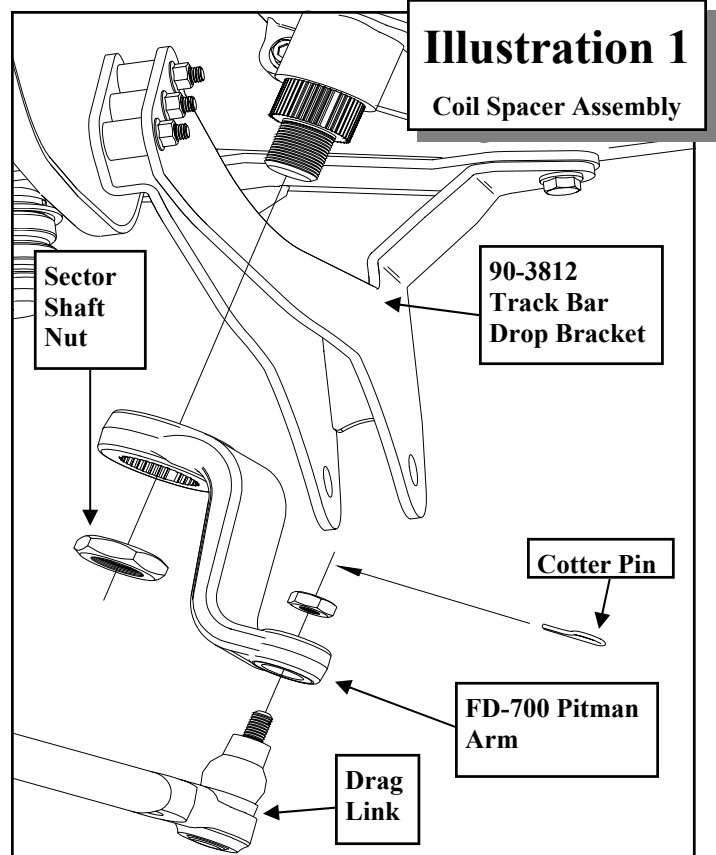 Illustration 1
Coil Spacer Assembly
Sector
Shaft
Nut
90-3812
Track Bar
Drop Bracket
Cotter Pin
FD-700 Pitman
Arm
Drag
Link